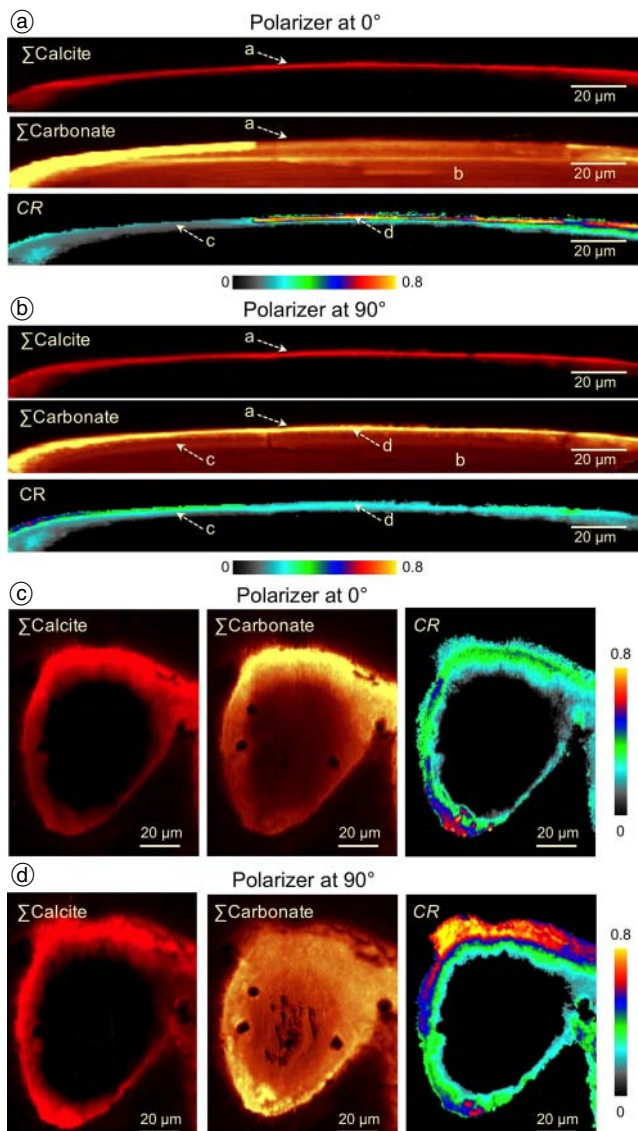 ⓐ Polarizer at 0°
∑Calcite
a
20 µm
∑Carbonate
a
20 µm
b
CR
c
d
20 µm
0 0.8
ⓑ Polarizer at 90°
∑Calcite
a
20 µm
∑Carbonate
a
d
20 µm
c
b
CR
c
d
20 µm
0 0.8
ⓒ Polarizer at 0°
∑Calcite ∑Carbonate CR
0.8
0
20 µm 20 µm 20 µm
ⓓ Polarizer at 90°
∑Calcite ∑Carbonate CR
0.8
0
20 µm 20 µm 20 µm